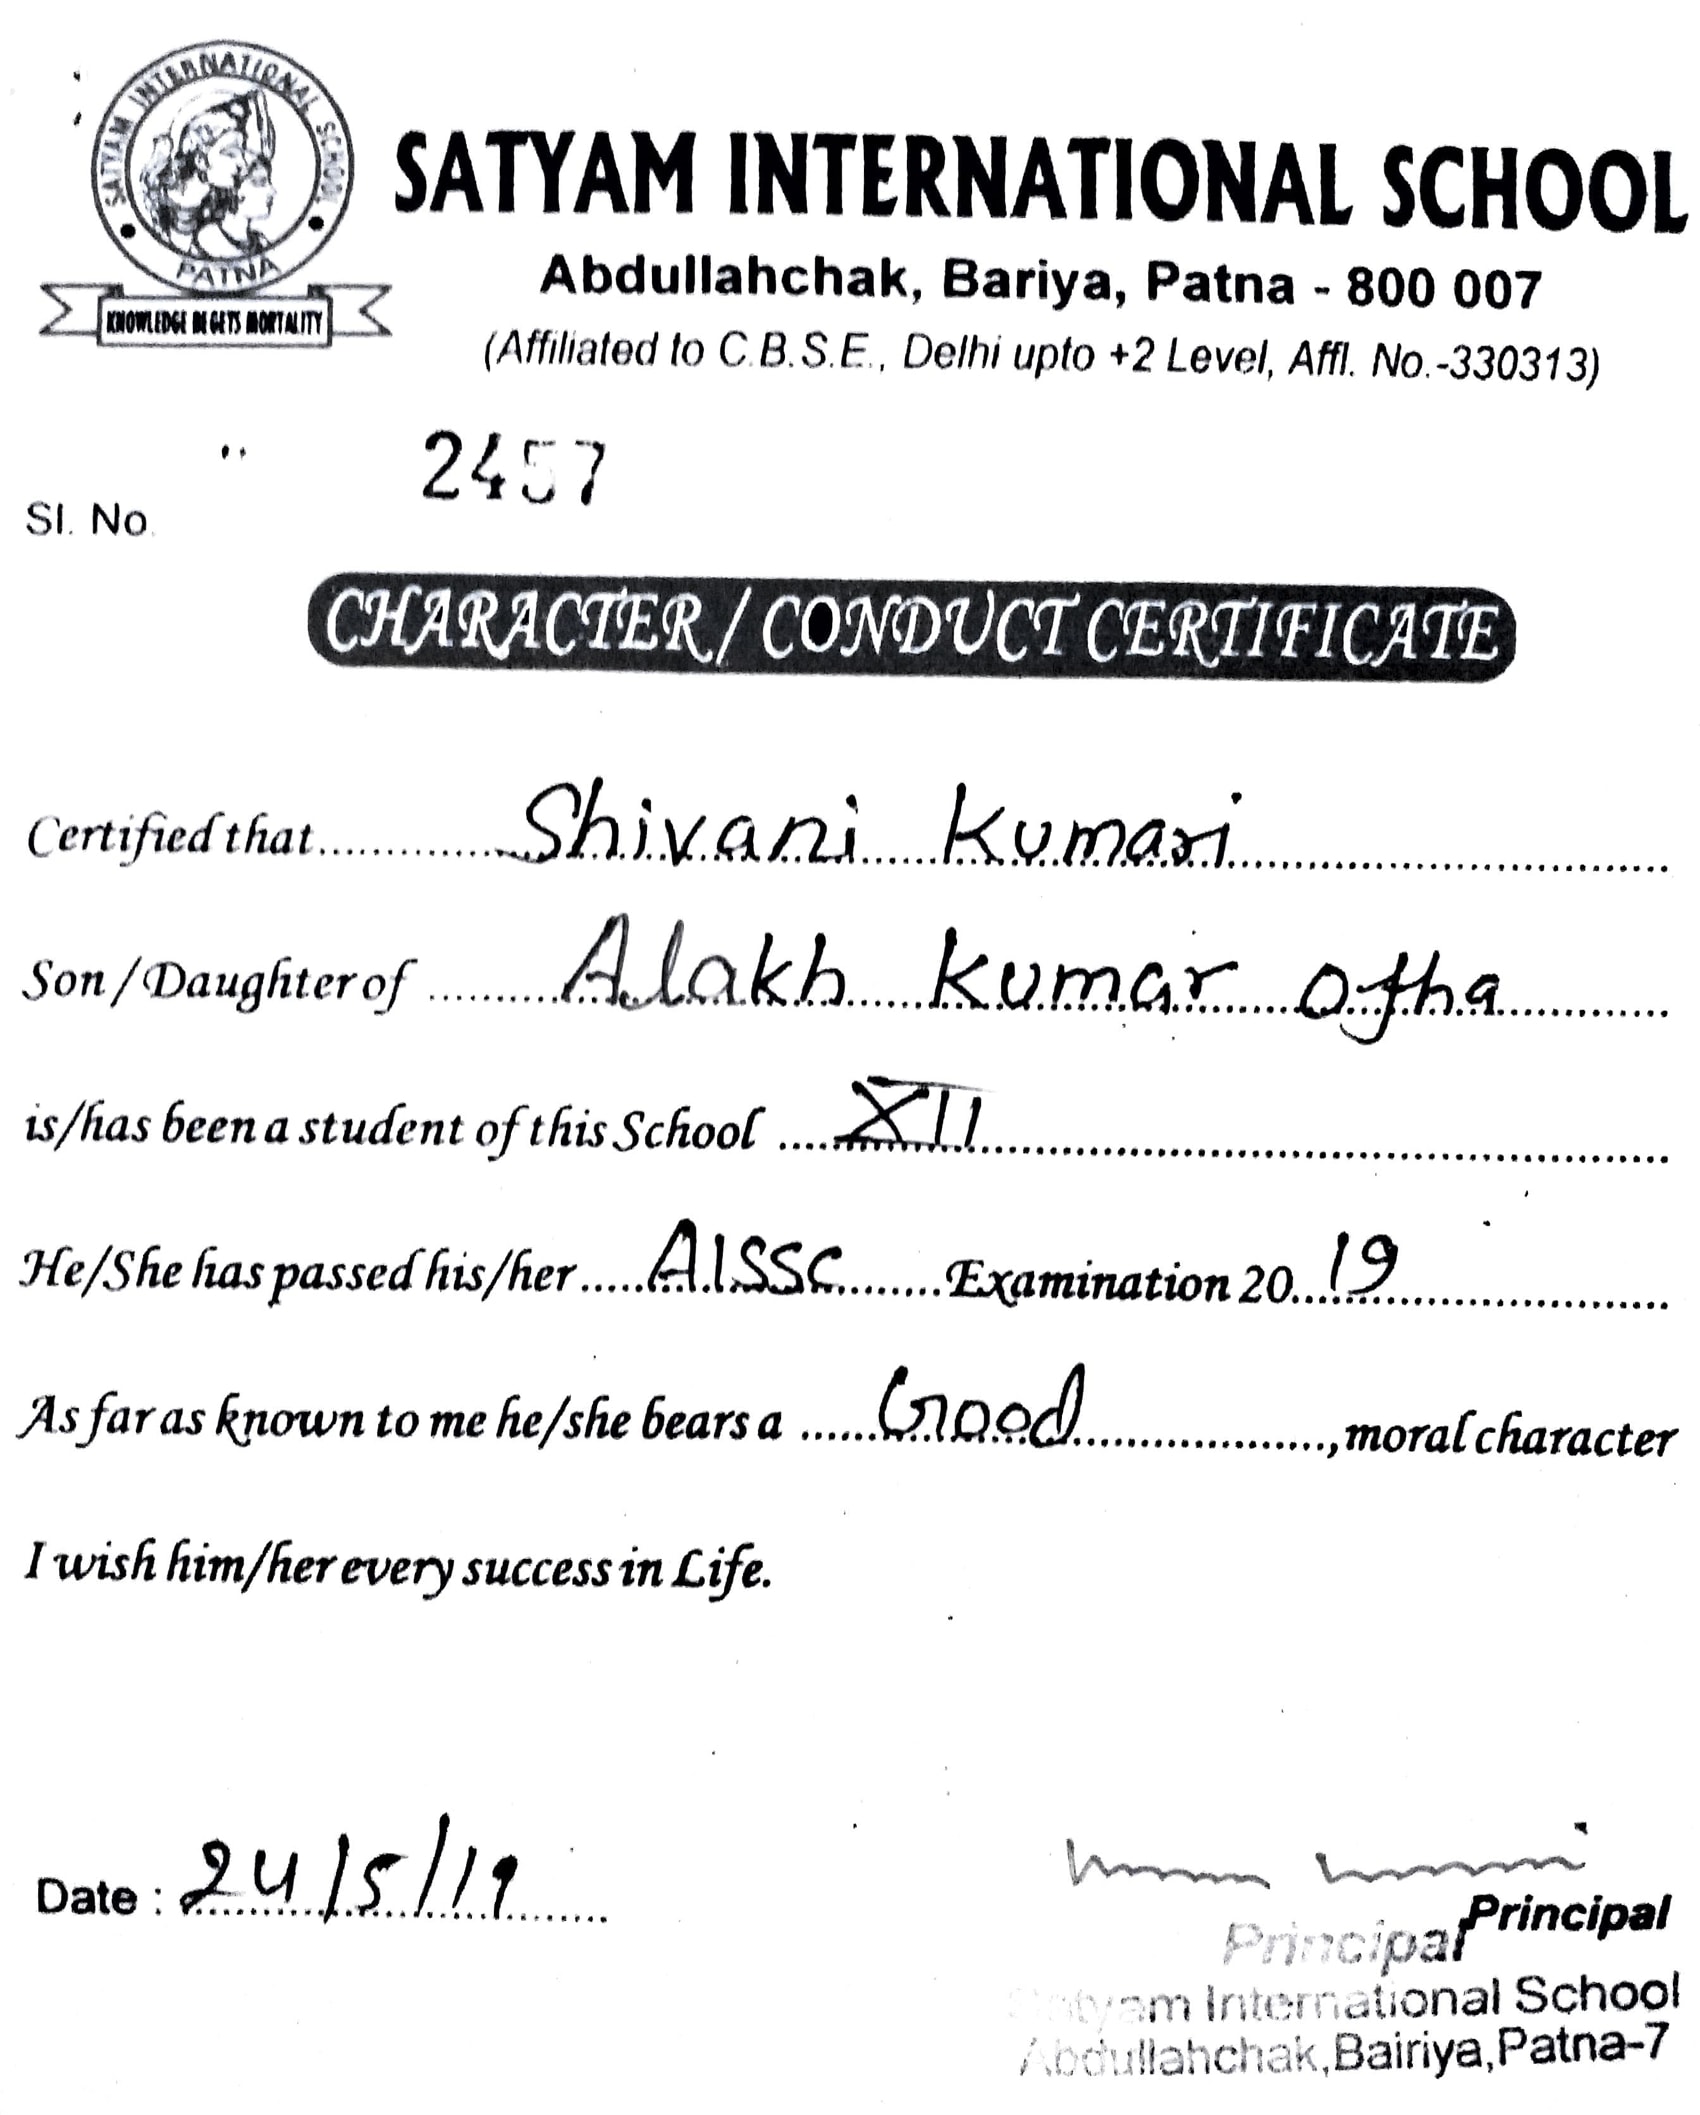 SATYAM INTERNATIONAL SCHOOL
PATNA
KNOWLEDGE BEGETS MORTALITY
SATYAM INTERNATIONAL SCHOOL
Abdullahchak, Bariya, Patna - 800 007
(Affiliated to C.B.S.E., Delhi upto +2 Level, Affl. No.-330313)
2457
Sl. No.
CHARACTER / CONDUCT CERTIFICATE
Certified that Shivani Kumari
Son / Daughter of Alakh Kumar Ojha
is/has been a student of this School XII
He/She has passed his/her AISSC Examination 20 19
As far as known to me he/she bears a Good, moral character
I wish him/her every success in Life.
Date : 24/5/19
Principal
Principal
Satyam International School
Abdullahchak, Bairiya, Patna-7